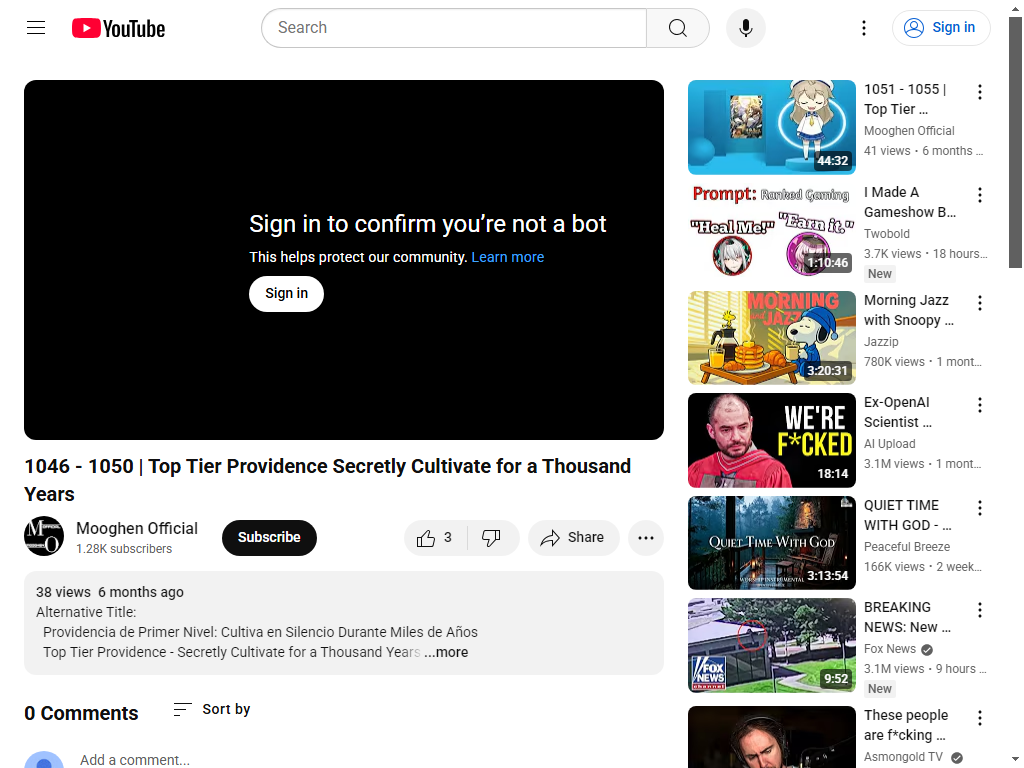 YouTube
Search
Sign in
Sign in to confirm you’re not a bot
This helps protect our community. Learn more
Sign in
1046 - 1050 | Top Tier Providence Secretly Cultivate for a Thousand
Years
Mooghen Official
1.28K subscribers
Subscribe
3
Share
38 views 6 months ago
Alternative Title:
Providencia de Primer Nivel: Cultiva en Silencio Durante Miles de Años
Top Tier Providence - Secretly Cultivate for a Thousand Years ...more
0 Comments
Sort by
Add a comment...
44:32
1051 - 1055 |
Top Tier ...
Mooghen Official
41 views • 6 months ...
Prompt: Ranked Gaming
"Heal Me!" "Earn it."
1:10:46
I Made A
Gameshow B...
Twobold
3.7K views • 18 hours...
New
MORNING
and JAZZ
3:20:31
Morning Jazz
with Snoopy ...
Jazzip
780K views • 1 mont...
WE'RE
F*CKED
18:14
Ex-OpenAI
Scientist ...
AI Upload
3.1M views • 1 mont...
QUIET TIME WITH GOD
WORSHIP INSTRUMENTAL
3:13:54
QUIET TIME
WITH GOD - ...
Peaceful Breeze
166K views • 2 week...
FOX
NEWS
channel
9:52
BREAKING
NEWS: New ...
Fox News
3.1M views • 9 hours ...
New
These people
are f*cking ...
Asmongold TV